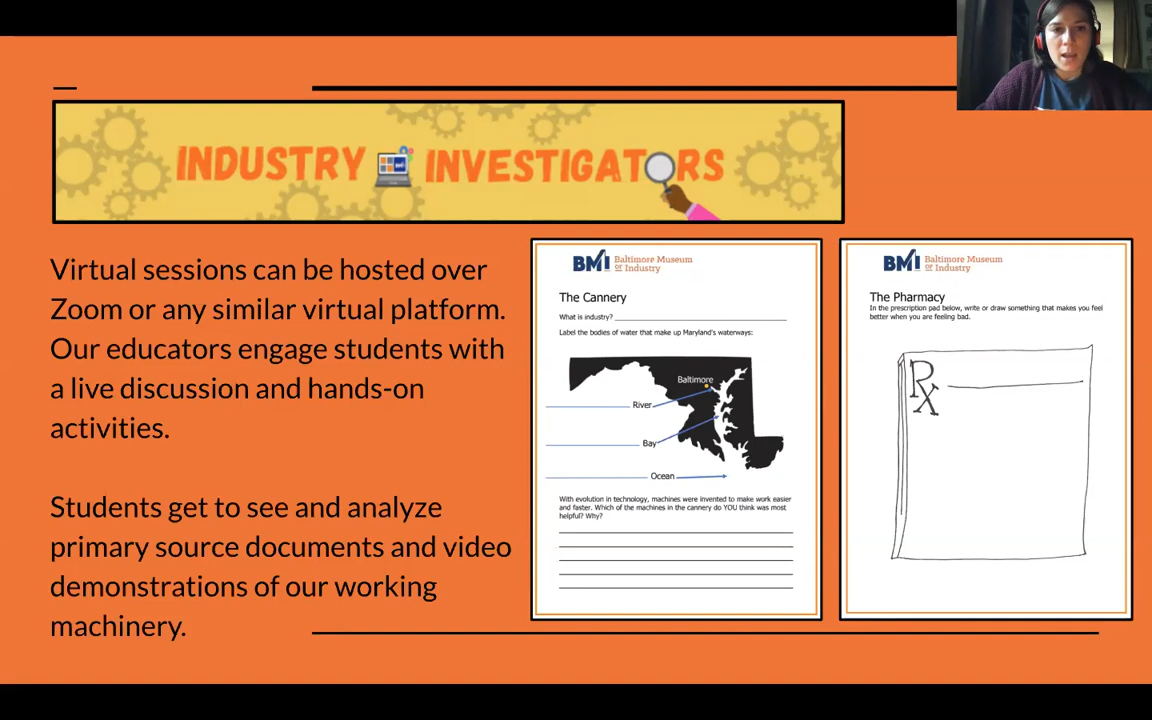 INDUSTRY INVESTIGATORS
Virtual sessions can be hosted over
Zoom or any similar virtual platform.
Our educators engage students with
a live discussion and hands-on
activities.
Students get to see and analyze
primary source documents and video
demonstrations of our working
machinery.
BMI Baltimore Museum
of Industry
The Cannery
What is industry?
Label the bodies of water that make up Maryland's waterways:
Baltimore
River
Bay
Ocean
With evolution in technology, machines were invented to make work easier
and faster. Which of the machines in the cannery do YOU think was most
helpful? Why?
BMI Baltimore Museum
of Industry
The Pharmacy
In the prescription pad below, write or draw something that makes you feel
better when you are feeling bad.
Rx